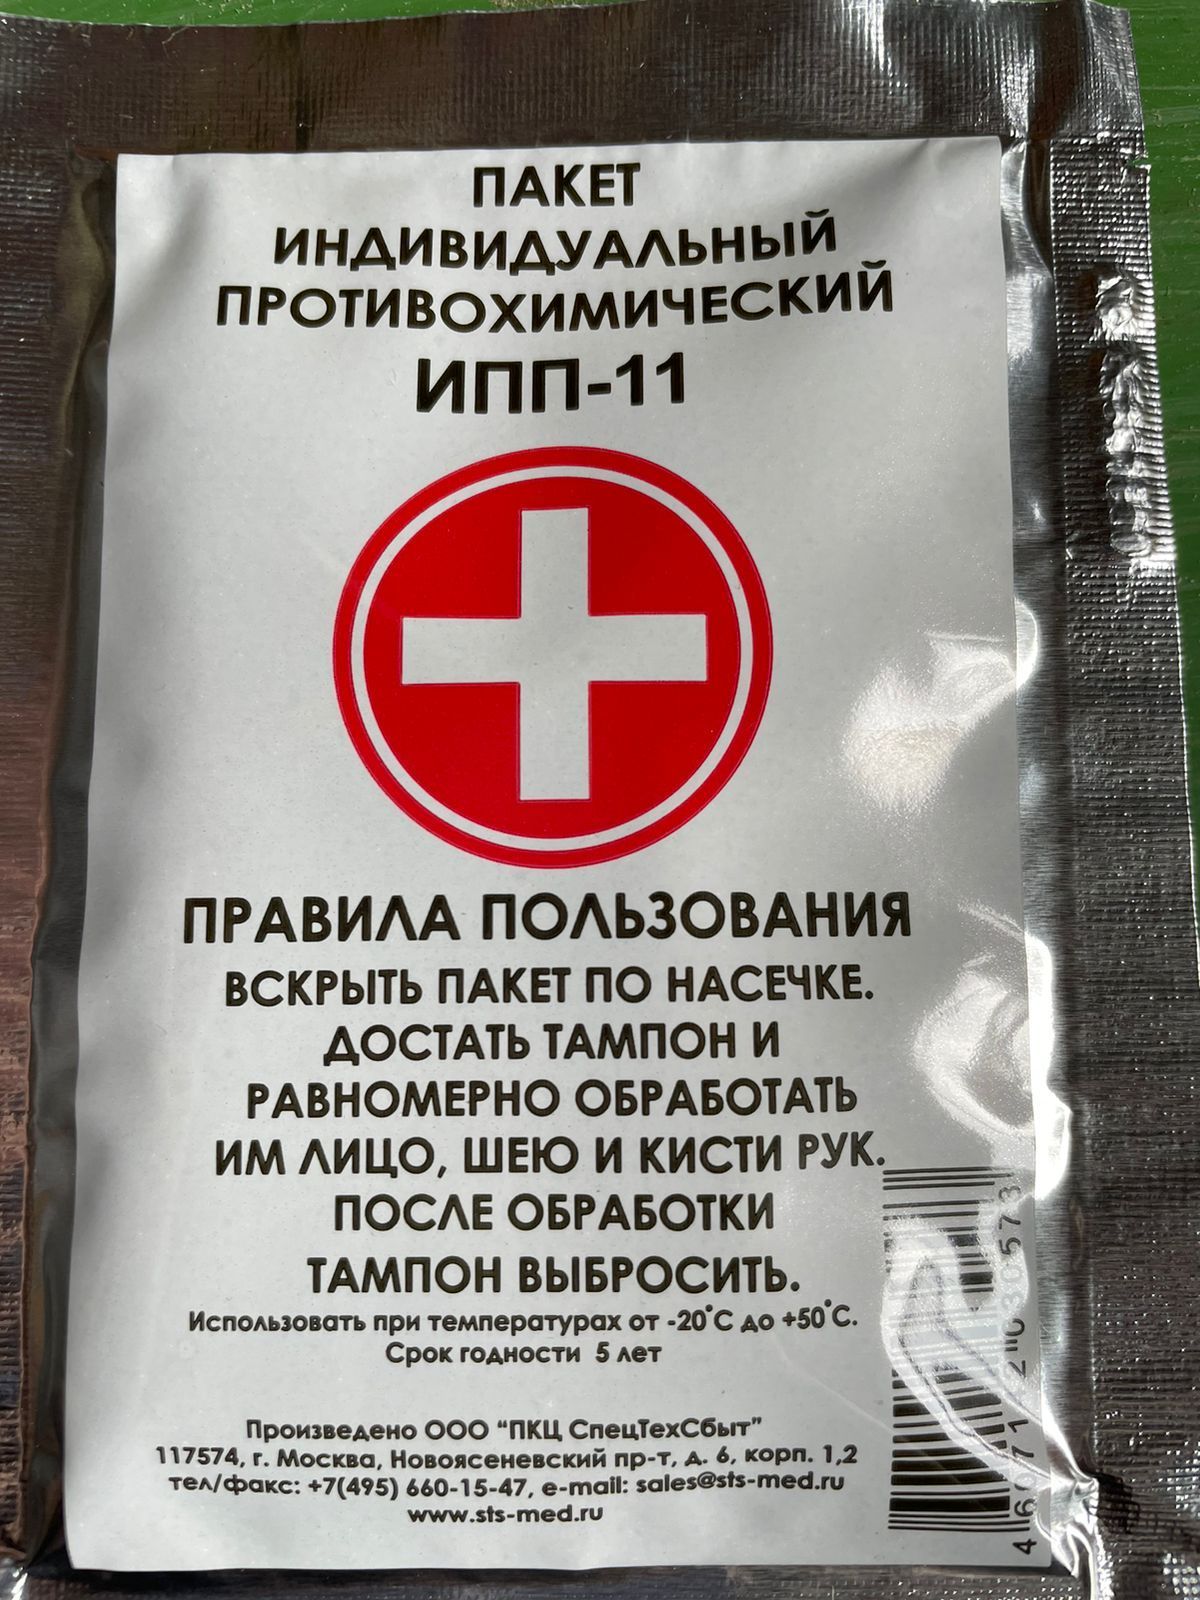 ПАКЕТ
ИНДИВИДУАЛЬНЫЙ
ПРОТИВОХИМИЧЕСКИЙ
ИПП-11
ПРАВИЛА ПОЛЬЗОВАНИЯ
ВСКРЫТЬ ПАКЕТ ПО НАСЕЧКЕ.
ДОСТАТЬ ТАМПОН И
РАВНОМЕРНО ОБРАБОТАТЬ
ИМ ЛИЦО, ШЕЮ И КИСТИ РУК.
ПОСЛЕ ОБРАБОТКИ
ТАМПОН ВЫБРОСИТЬ.
Использовать при температурах от -20°С до +50°С.
Срок годности 5 лет
Произведено ООО "ПКЦ СпецТехСбыт"
117574, г. Москва, Новоясеневский пр-т, д. 6, корп. 1,2
тел/факс: +7(495) 660-15-47, e-mail: sales@sts-med.ru
www.sts-med.ru